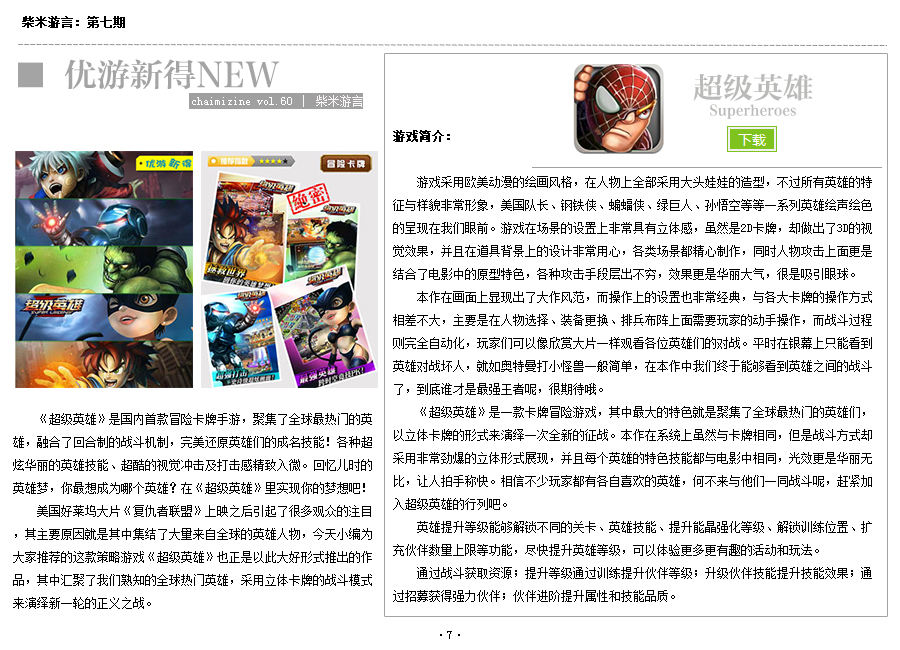 柴米游言：第七期
优游新得NEW
chaimizine vol.60 | 柴米游言
优游新得
超级英雄
SUPER HEROES
推荐指数
冒险卡牌
绝密
拯救世界
《超级英雄》是国内首款冒险卡牌手游，聚集了全球最热门的英
雄，融合了回合制的战斗机制，完美还原英雄们的成名技能！各种超
炫华丽的英雄技能、超酷的视觉冲击及打击感精致入微。回忆儿时的
英雄梦，你最想成为哪个英雄？在《超级英雄》里实现你的梦想吧！
美国好莱坞大片《复仇者联盟》上映之后引起了很多观众的注目
，其主要原因就是其中集结了大量来自全球的英雄人物，今天小编为
大家推荐的这款策略游戏《超级英雄》也正是以此大好形式推出的作
品，其中汇聚了我们熟知的全球热门英雄，采用立体卡牌的战斗模式
来演绎新一轮的正义之战。
游戏简介：
超级英雄
Superheroes
下载
游戏采用欧美动漫的绘画风格，在人物上全部采用大头娃娃的造型，不过所有英雄的特
征与样貌非常形象，美国队长、钢铁侠、蝙蝠侠、绿巨人、孙悟空等等一系列英雄绘声绘色
的呈现在我们眼前。游戏在场景的设置上非常具有立体感，虽然是2D卡牌，却做出了3D的视
觉效果，并且在道具背景上的设计非常用心，各类场景都精心制作，同时人物攻击上面更是
结合了电影中的原型特色，各种攻击手段层出不穷，效果更是华丽大气，很是吸引眼球。
本作在画面上显现出了大作风范，而操作上的设置也非常经典，与各大卡牌的操作方式
相差不大，主要是在人物选择、装备更换、排兵布阵上面需要玩家的动手操作，而战斗过程
则完全自动化，玩家们可以像欣赏大片一样观看各位英雄们的对战。平时在银幕上只能看到
英雄对战坏人，就如奥特曼打小怪兽一般简单，在本作中我们终于能够看到英雄之间的战斗
了，到底谁才是最强王者呢，很期待哦。
《超级英雄》是一款卡牌冒险游戏，其中最大的特色就是聚集了全球最热门的英雄们，
以立体卡牌的形式来演绎一次全新的征战。本作在系统上虽然与卡牌相同，但是战斗方式却
采用非常劲爆的立体形式展现，并且每个英雄的特色技能都与电影中相同，光效更是华丽无
比，让人拍手称快。相信不少玩家都有各自喜欢的英雄，何不来与他们一同战斗呢，赶紧加
入超级英雄的行列吧。
英雄提升等级能够解锁不同的关卡、英雄技能、提升能晶强化等级、解锁训练位置、扩
充伙伴数量上限等功能，尽快提升英雄等级，可以体验更多更有趣的活动和玩法。
通过战斗获取资源；提升等级通过训练提升伙伴等级；升级伙伴技能提升技能效果；通
过招募获得强力伙伴；伙伴进阶提升属性和技能品质。
·7·